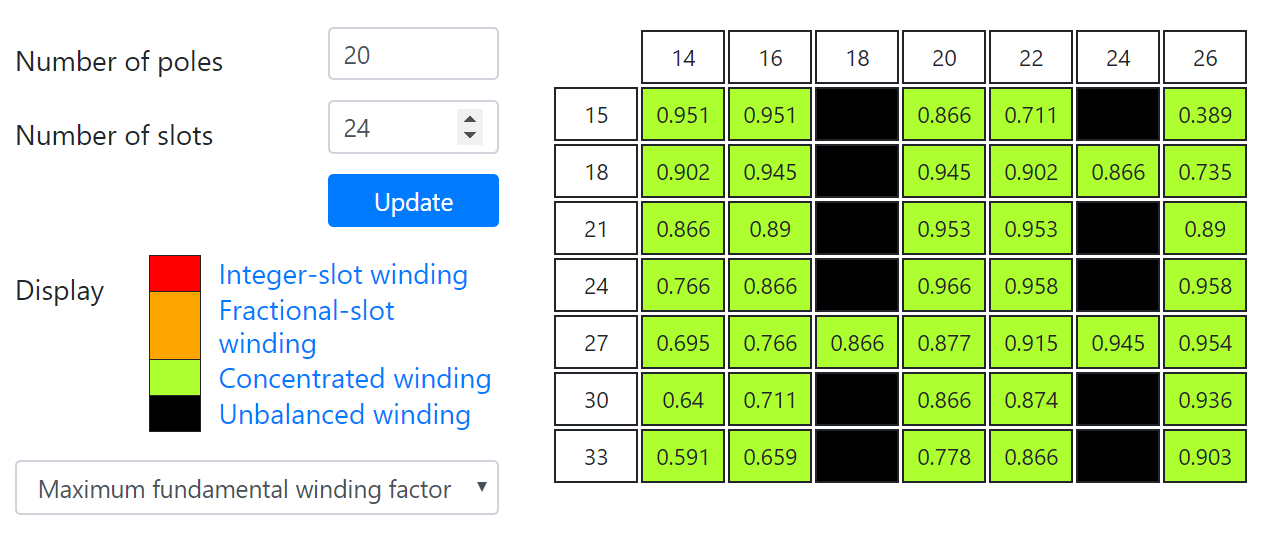 Number of poles 20
Number of slots 24
Update
Display
Integer-slot winding
Fractional-slot
winding
Concentrated winding
Unbalanced winding
Maximum fundamental winding factor
14 16 18 20 22 24 26
15 0.951 0.951 0.866 0.711 0.389
18 0.902 0.945 0.945 0.902 0.866 0.735
21 0.866 0.89 0.953 0.953 0.89
24 0.766 0.866 0.966 0.958 0.958
27 0.695 0.766 0.866 0.877 0.915 0.945 0.954
30 0.64 0.711 0.866 0.874 0.936
33 0.591 0.659 0.778 0.866 0.903